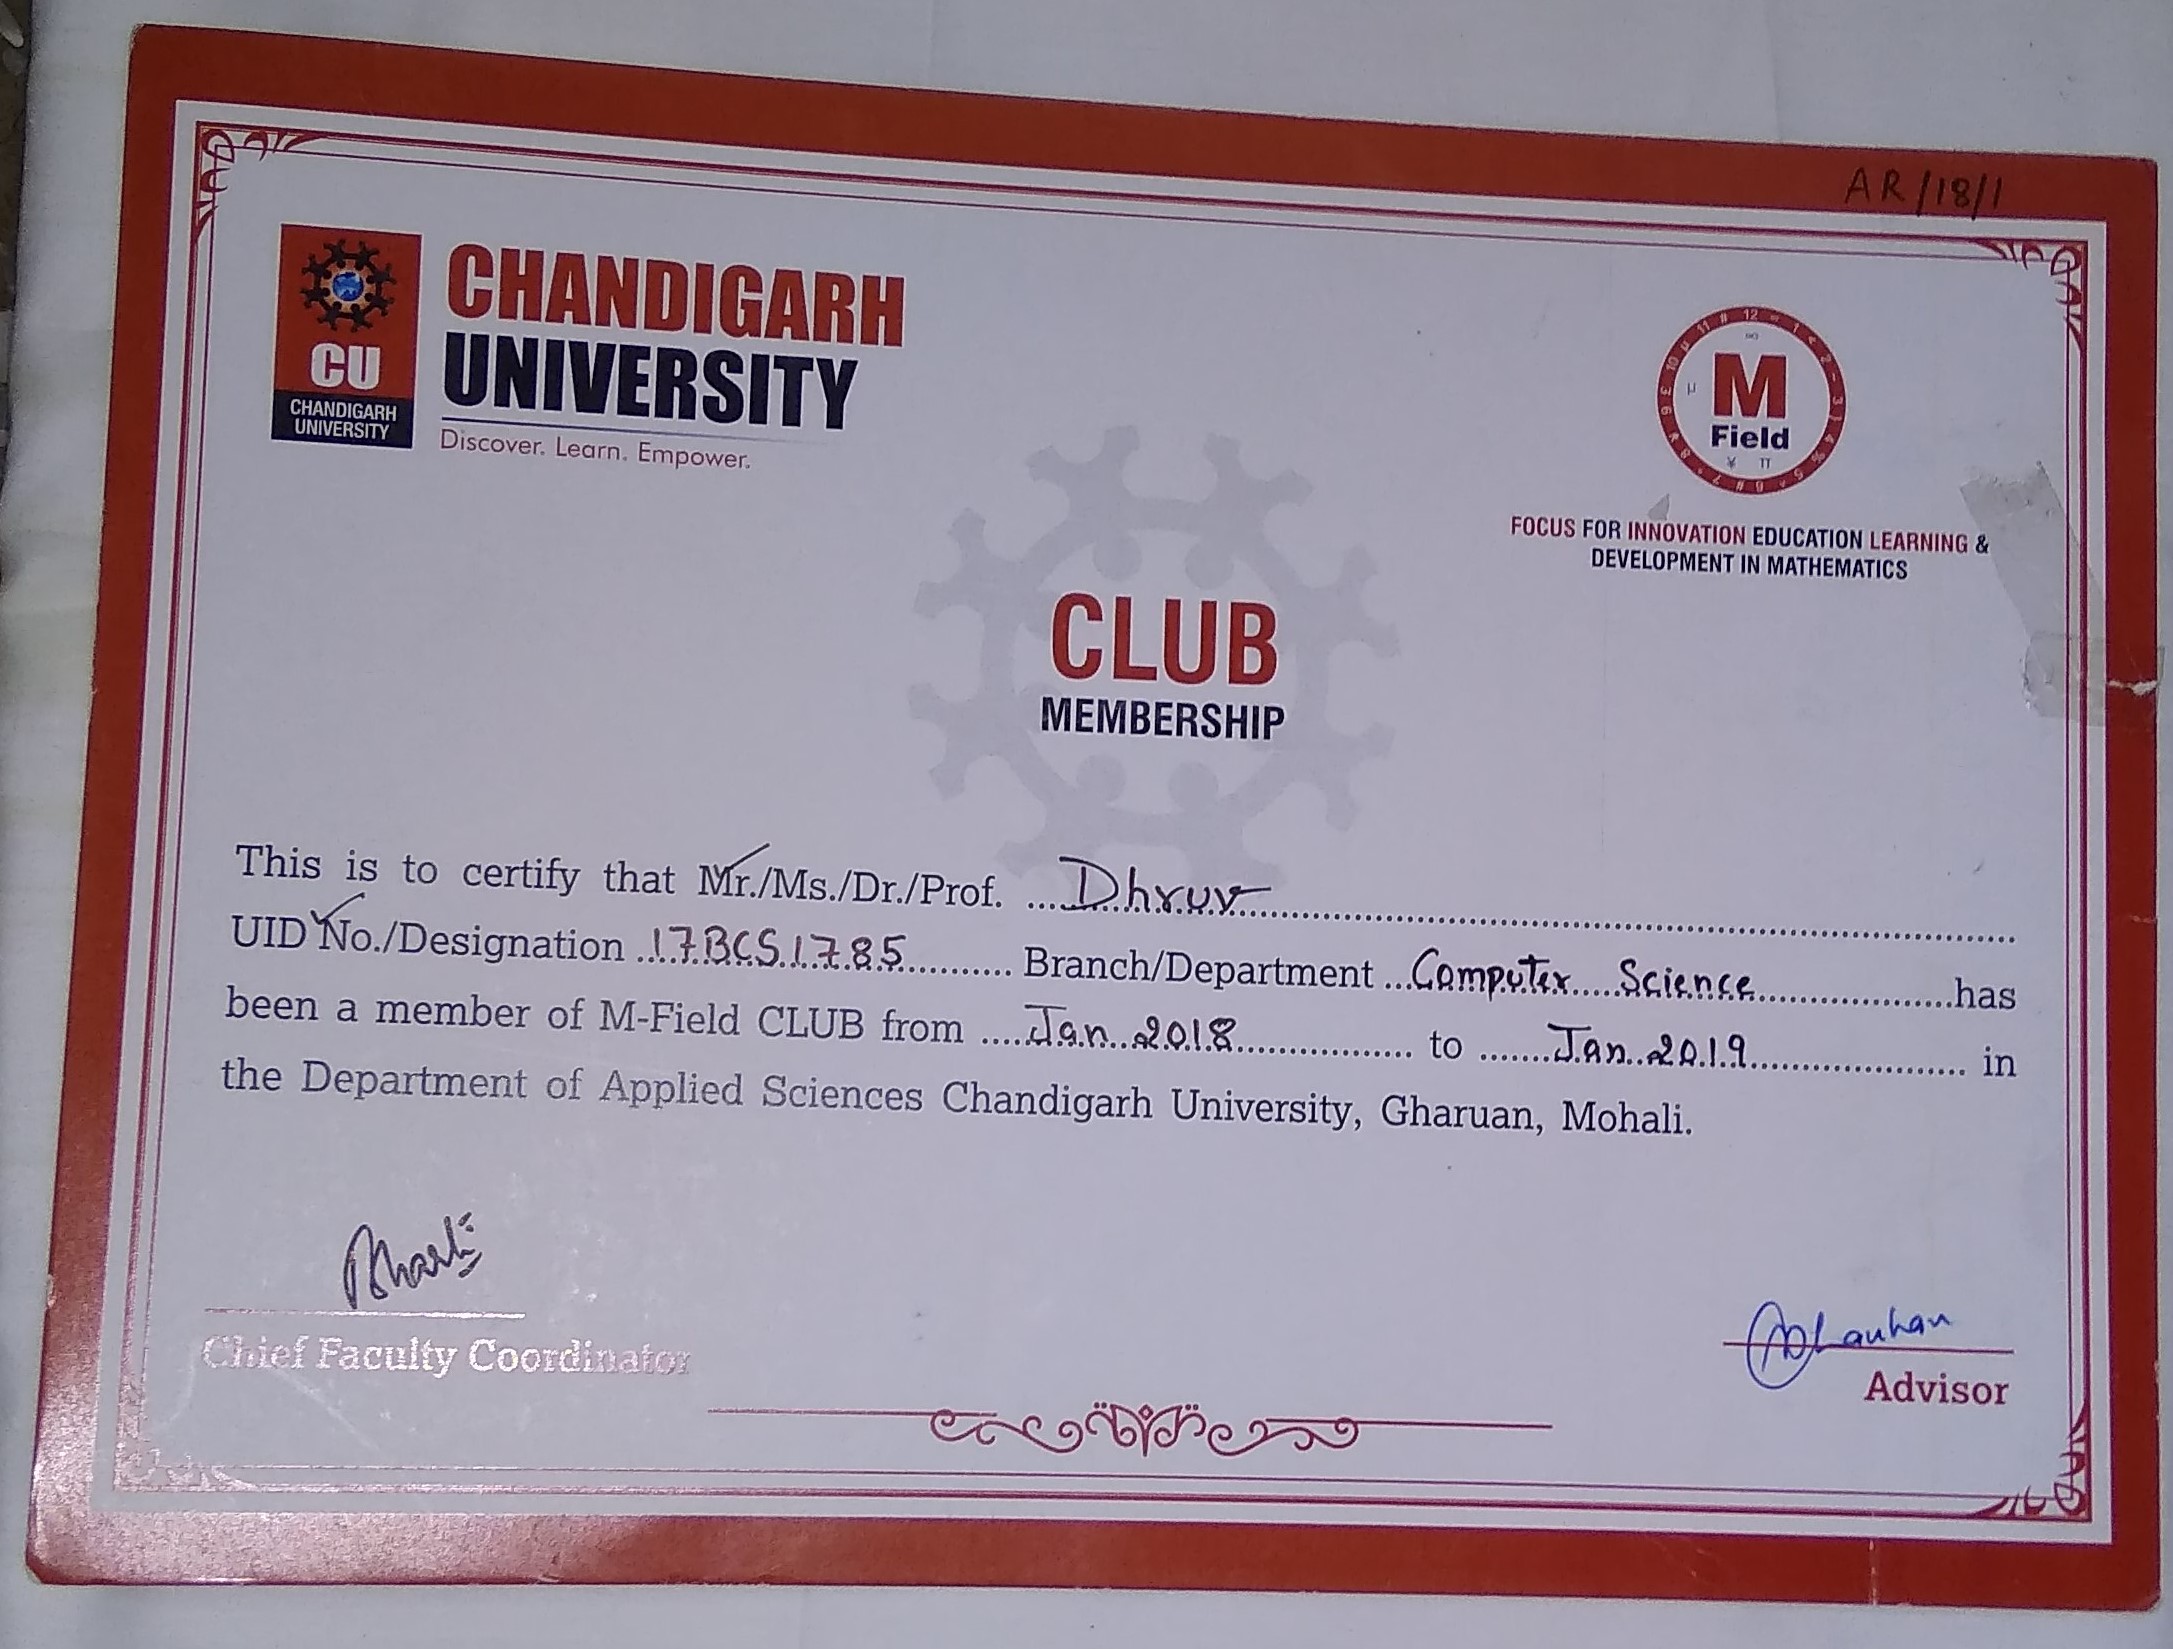 AR/18/1
CU
CHANDIGARH
UNIVERSITY
CHANDIGARH
UNIVERSITY
Discover. Learn. Empower.
M
Field
FOCUS FOR INNOVATION EDUCATION LEARNING &
DEVELOPMENT IN MATHEMATICS
CLUB
MEMBERSHIP
This is to certify that Mr./Ms./Dr./Prof. ....Dhruv....
UID No./Designation ...17BCS1785... Branch/Department ...Computer Science...has
been a member of M-Field CLUB from ....Jan 2018.... to ....Jan 2019.... in
the Department of Applied Sciences Chandigarh University, Gharuan, Mohali.
Chief Faculty Coordinator
Advisor